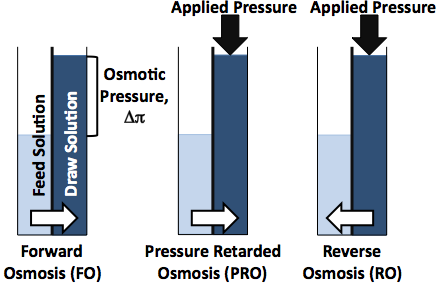 Applied Pressure
Applied Pressure
Osmotic
Pressure,
Δπ
Feed Solution
Draw Solution
Forward
Osmosis (FO)
Pressure Retarded
Osmosis (PRO)
Reverse
Osmosis (RO)